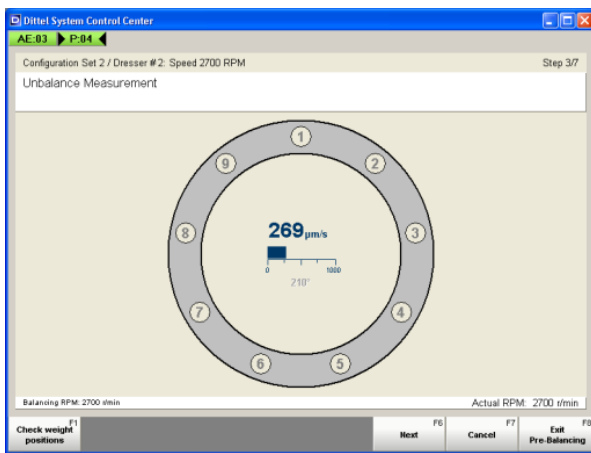 Dittel System Control Center
AE:03 P:04
Configuration Set 2 / Dresser #2: Speed 2700 RPM Step 3/7
Unbalance Measurement
1
9 2
269 µm/s
8 3
0 1000
210°
7 4
6 5
Balancing RPM: 2700 r/min Actual RPM: 2700 r/min
F1 F6 F7 F8
Check weight positions Next Cancel Exit Pre-Balancing